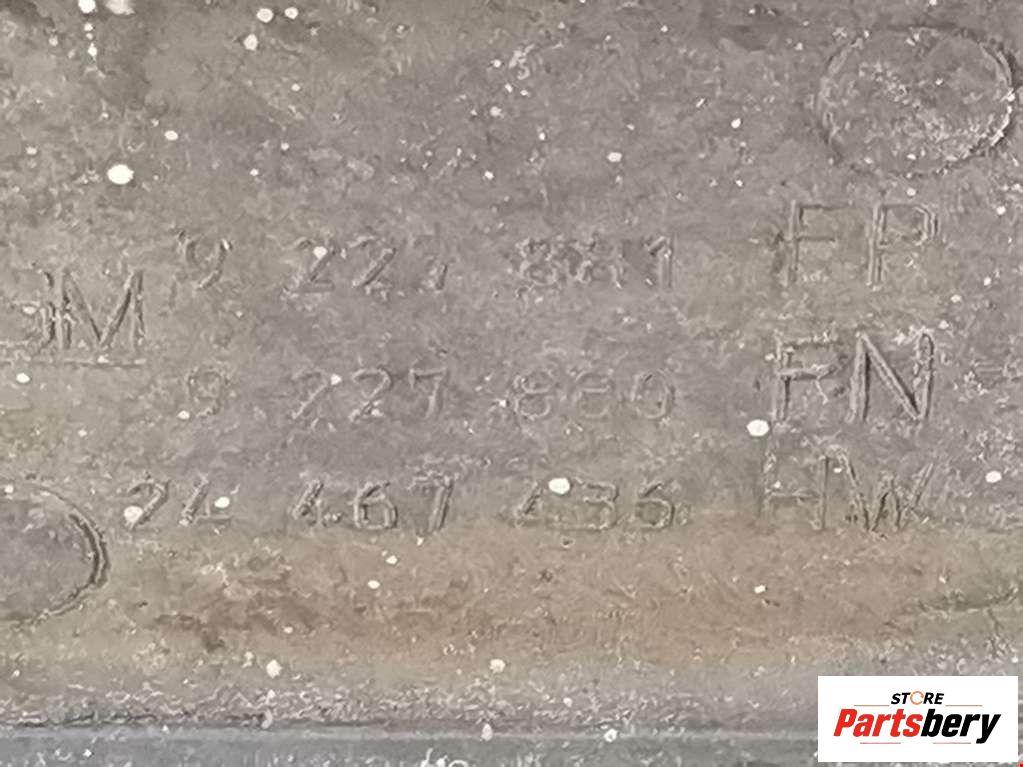 9 227 881 FP
GM
9 227 880 FN
24 467 436 HW
STORE
Partsbery